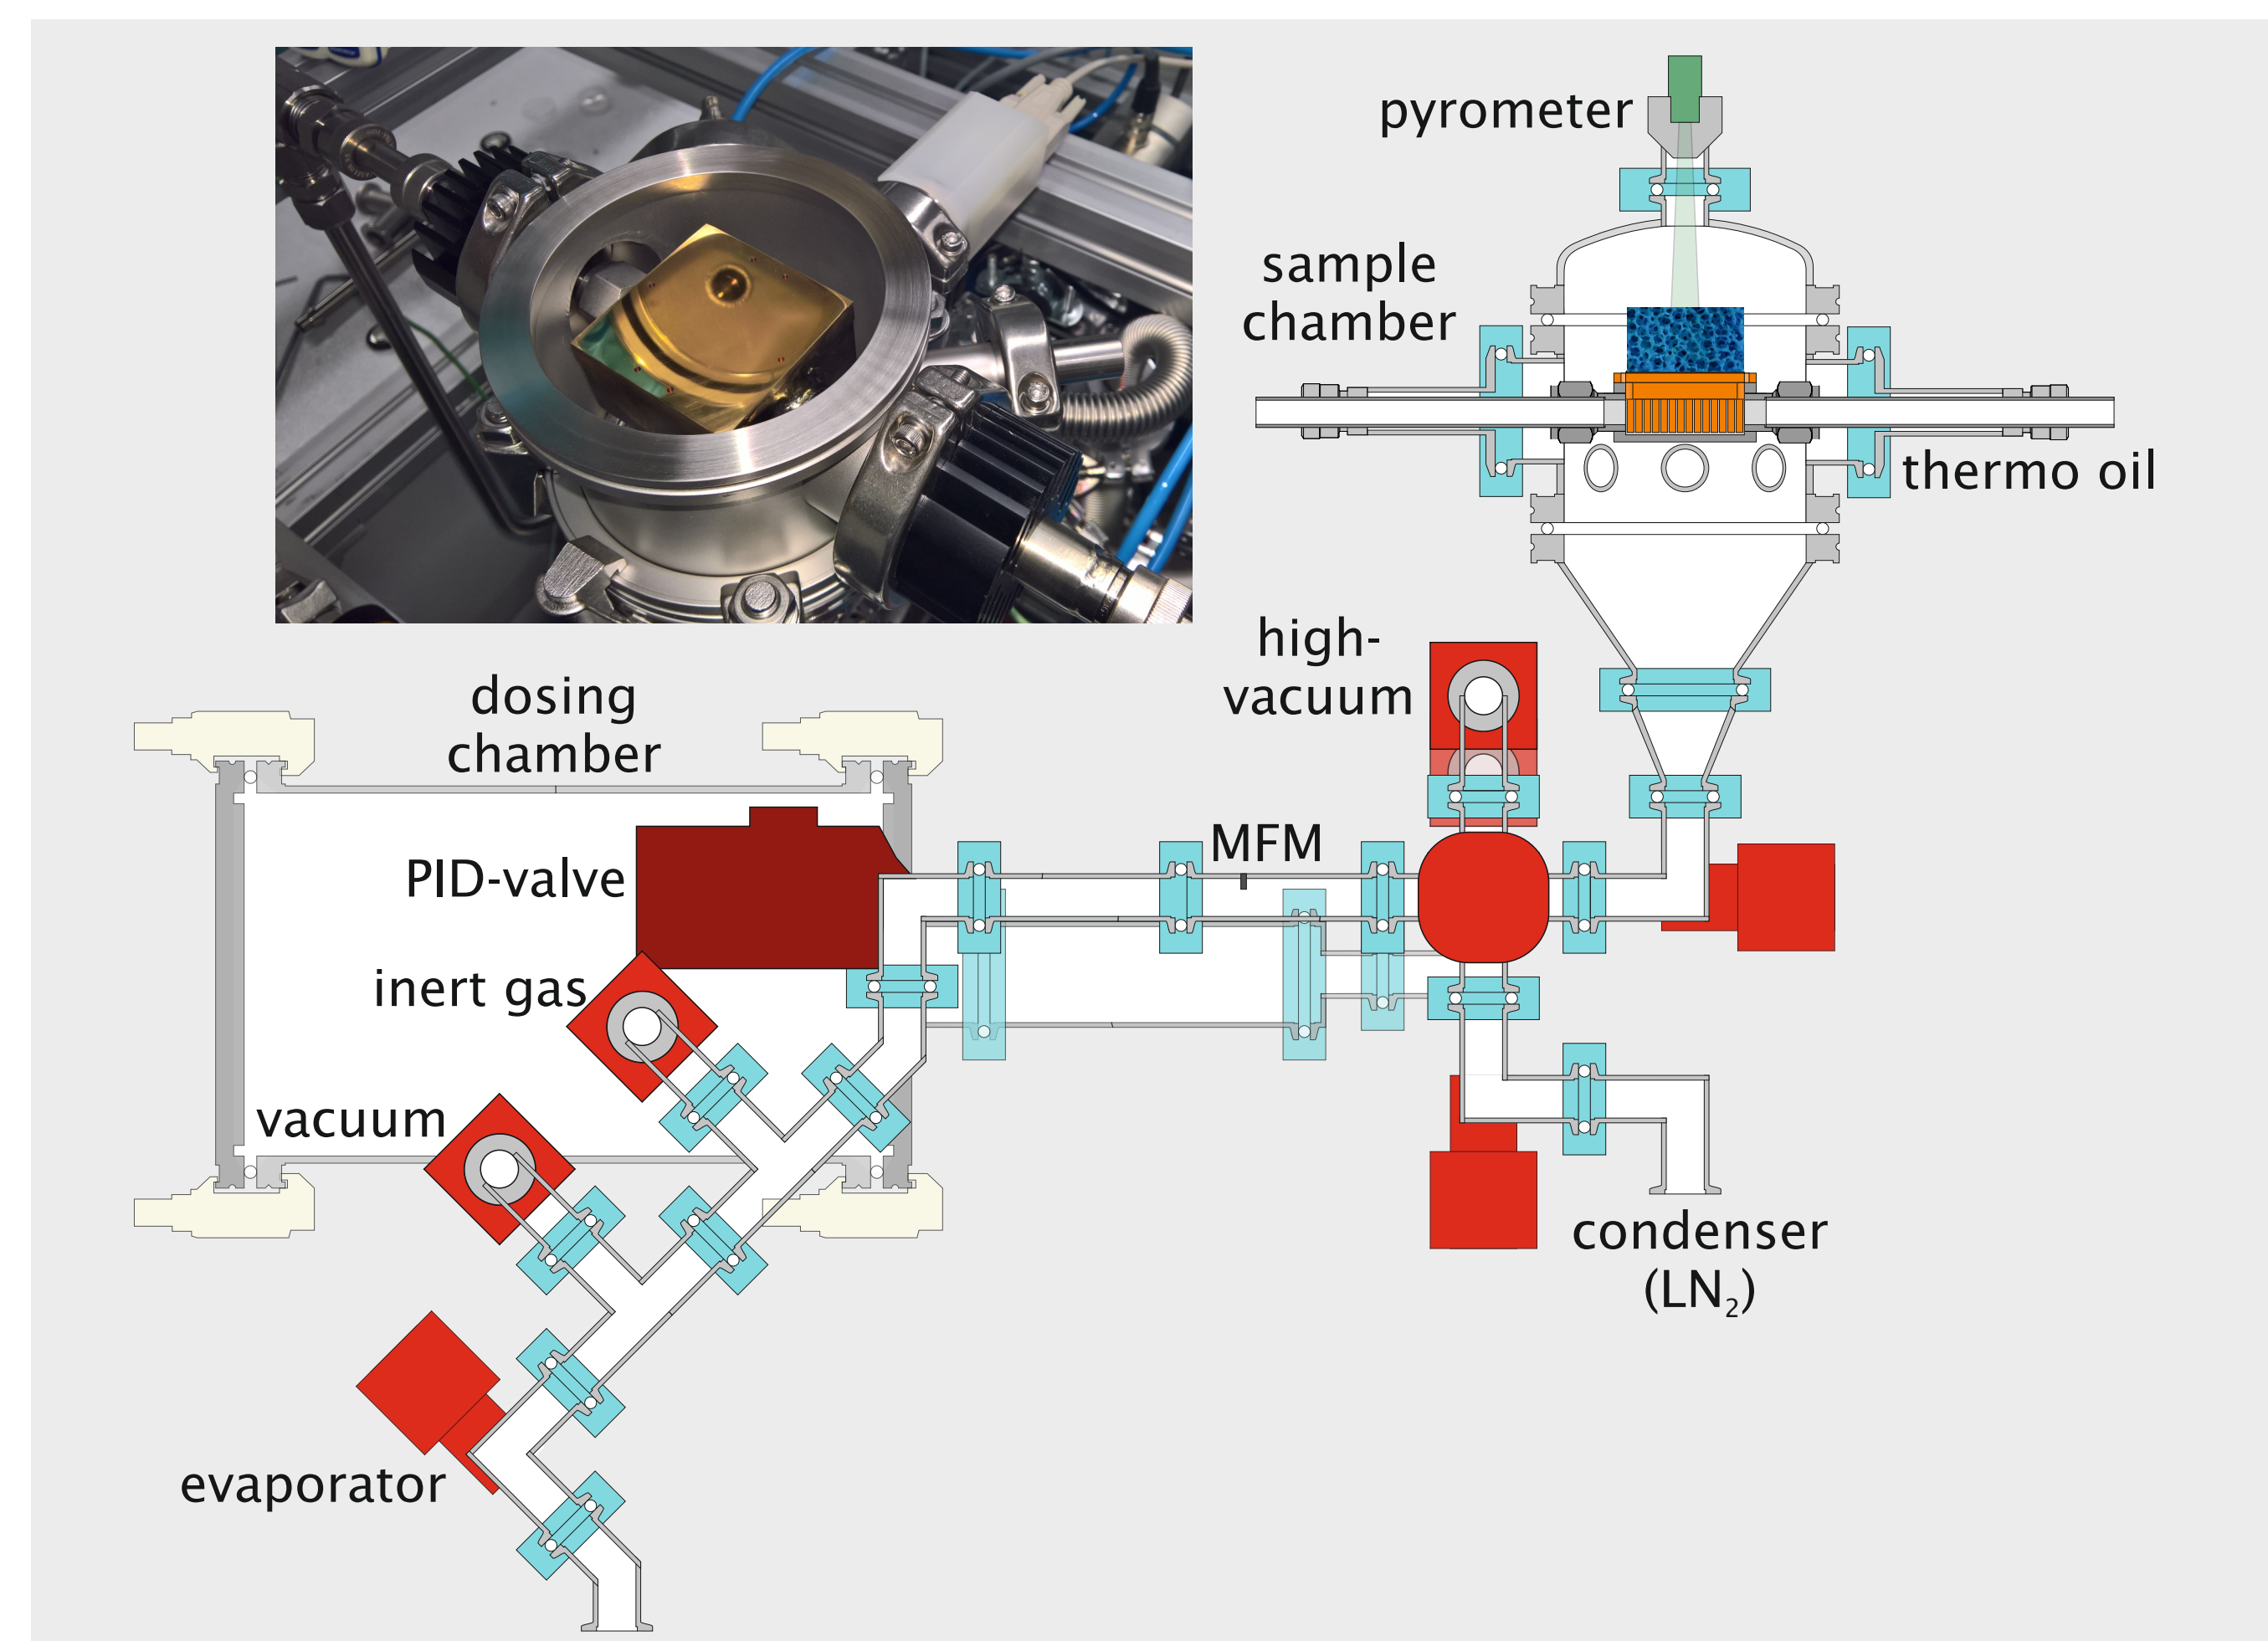 pyrometer
sample
chamber
thermo oil
high-
vacuum
dosing
chamber
MFM
PID-valve
inert gas
vacuum
evaporator
condenser
(LN₂)